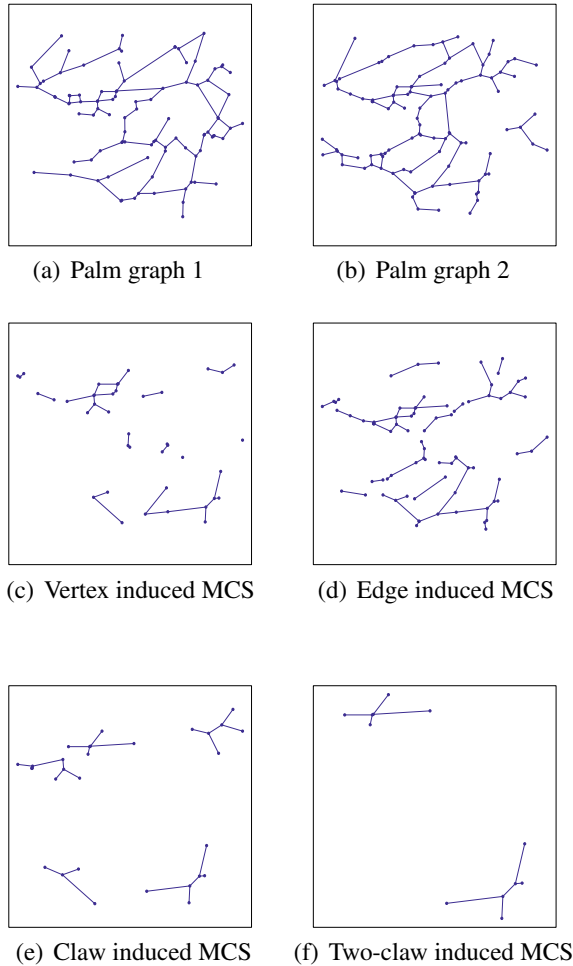 (a) Palm graph 1
(b) Palm graph 2
(c) Vertex induced MCS
(d) Edge induced MCS
(e) Claw induced MCS
(f) Two-claw induced MCS